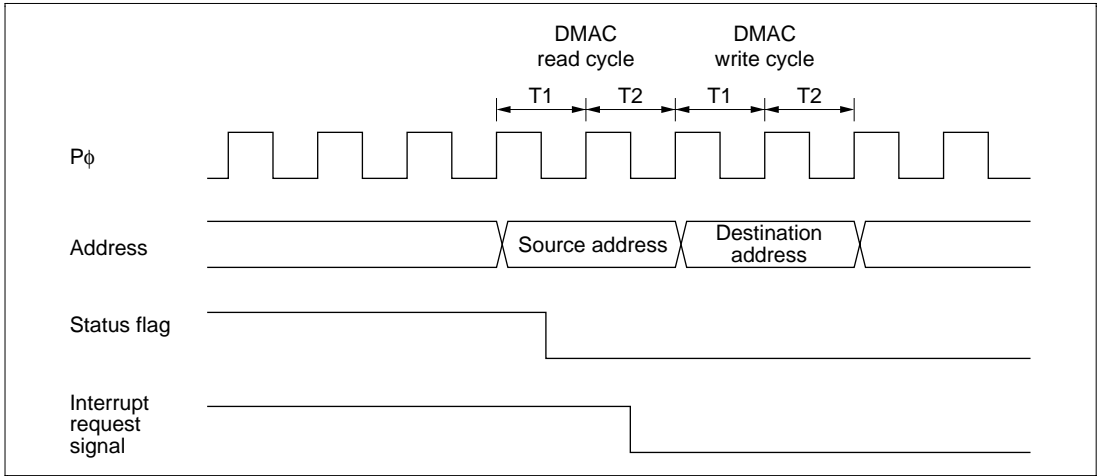 DMAC
read cycle
DMAC
write cycle
T1
T2
T1
T2
Pϕ
Address
Source address
Destination
address
Status flag
Interrupt
request
signal